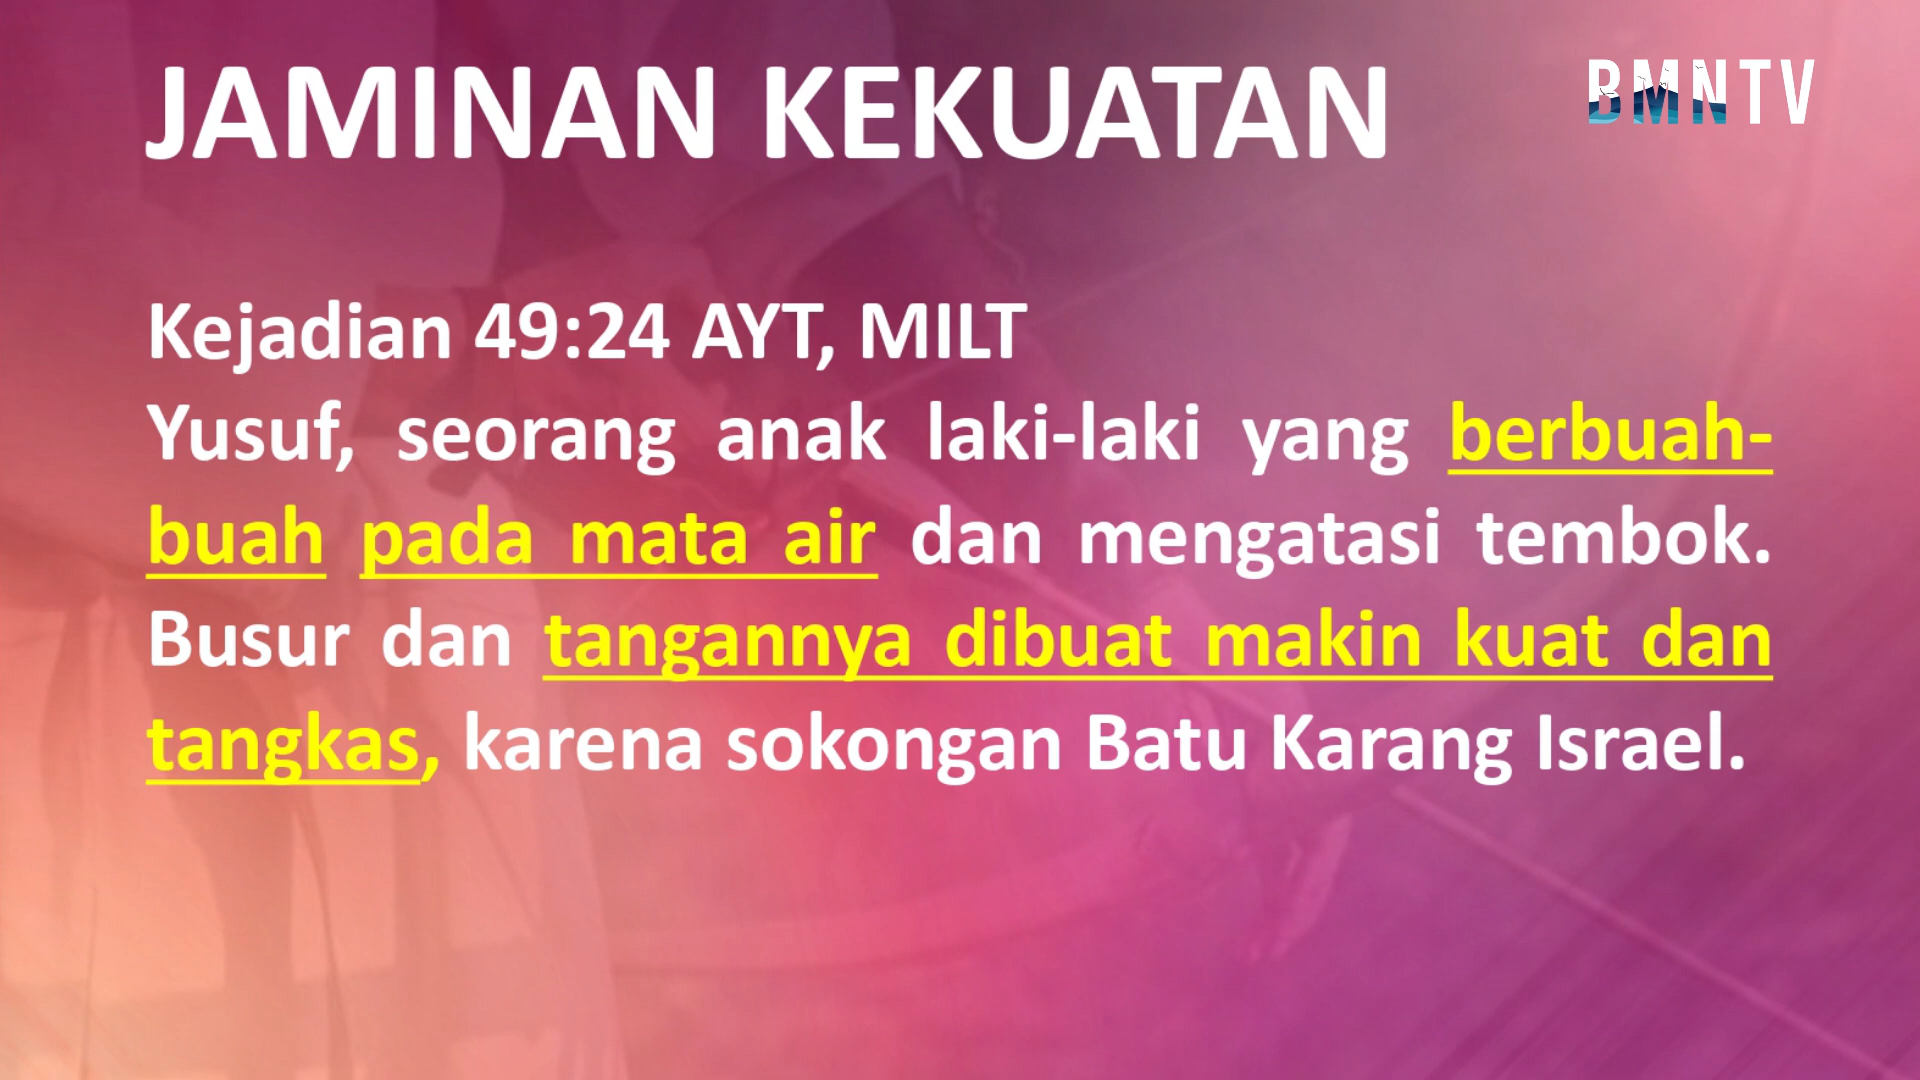 JAMINAN KEKUATAN
BMNTV
Kejadian 49:24 AYT, MILT
Yusuf, seorang anak laki-laki yang berbuah-
buah pada mata air dan mengatasi tembok.
Busur dan tangannya dibuat makin kuat dan
tangkas, karena sokongan Batu Karang Israel.